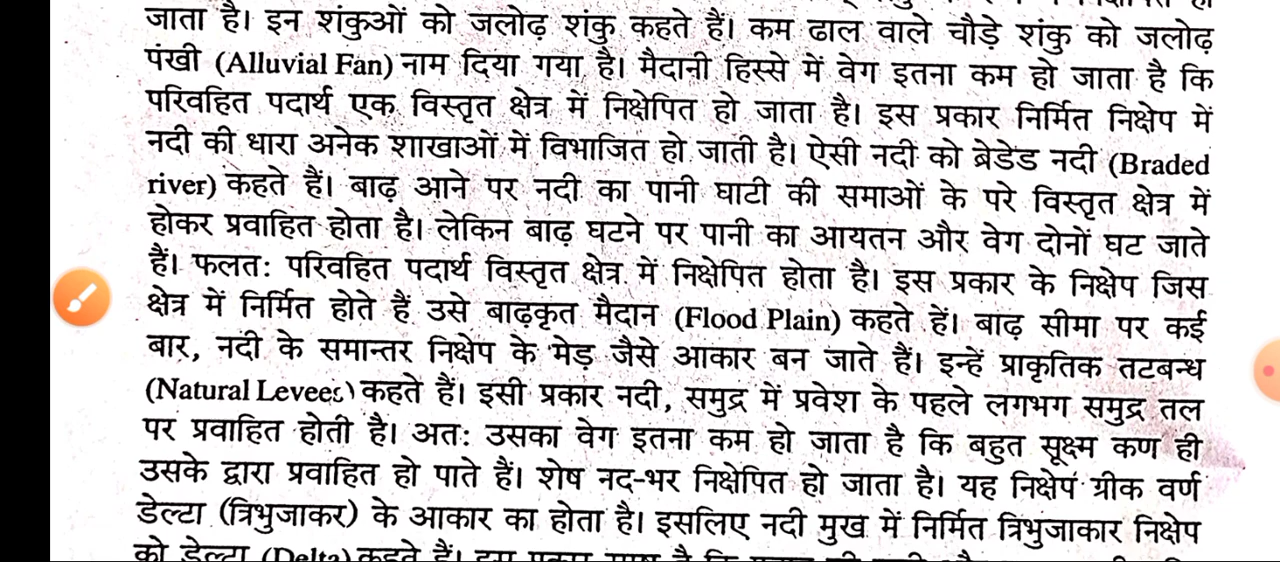 जाता है। इन शंकुओं को जलोढ़ शंकु कहते हैं। कम ढाल वाले चौड़े शंकु को जलोढ़
पंखी (Alluvial Fan) नाम दिया गया है। मैदानी हिस्से में वेग इतना कम हो जाता है कि
परिवहित पदार्थ एक विस्तृत क्षेत्र में निक्षेपित हो जाता है। इस प्रकार निर्मित निक्षेप में
नदी की धारा अनेक शाखाओं में विभाजित हो जाती है। ऐसी नदी को ब्रेडेड नदी (Braded
river) कहते हैं। बाढ़ आने पर नदी का पानी घाटी की समाओं के परे विस्तृत क्षेत्र में
होकर प्रवाहित होता है। लेकिन बाढ़ घटने पर पानी का आयतन और वेग दोनों घट जाते
हैं। फलत: परिवहित पदार्थ विस्तृत क्षेत्र में निक्षेपित होता है। इस प्रकार के निक्षेप जिस
क्षेत्र में निर्मित होते हैं उसे बाढ़कृत मैदान (Flood Plain) कहते हैं। बाढ़ सीमा पर कई
बार, नदी के समान्तर निक्षेप के मेड़ जैसे आकार बन जाते हैं। इन्हें प्राकृतिक तटबन्ध
(Natural Levees) कहते हैं। इसी प्रकार नदी, समुद्र में प्रवेश के पहले लगभग समुद्र तल
पर प्रवाहित होती है। अत: उसका वेग इतना कम हो जाता है कि बहुत सूक्ष्म कण ही
उसके द्वारा प्रवाहित हो पाते हैं। शेष नद-भर निक्षेपित हो जाता है। यह निक्षेप ग्रीक वर्ण
डेल्टा (त्रिभुजाकर) के आकार का होता है। इसलिए नदी मुख में निर्मित त्रिभुजाकार निक्षेप
को डेल्टा (Delta) कहते हैं। इस प्रकार